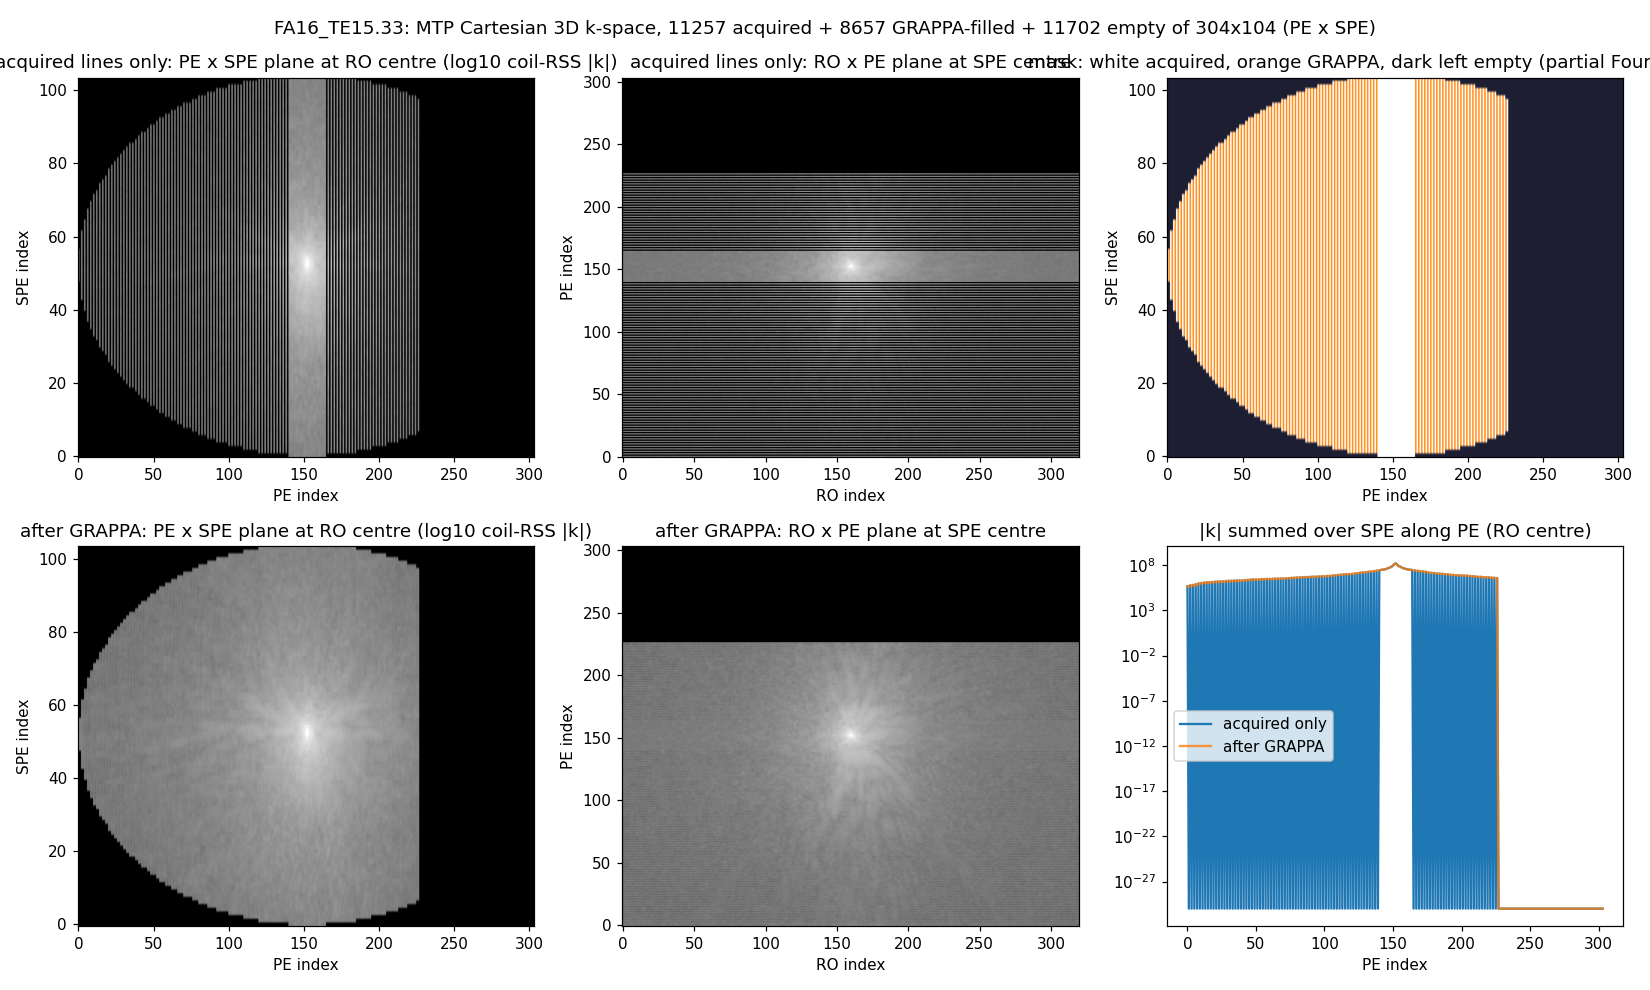 FA16_TE15.33: MTP Cartesian 3D k-space, 11257 acquired + 8657 GRAPPA-filled + 11702 empty of 304x104 (PE x SPE)
acquired lines only: PE x SPE plane at RO centre (log10 coil-RSS |k|)
100
80
60
40
20
0
SPE index
0 50 100 150 200 250 300
PE index
acquired lines only: RO x PE plane at SPE centre
300
250
200
150
100
50
0
PE index
0 50 100 150 200 250 300
RO index
mask: white acquired, orange GRAPPA, dark left empty (partial Four
100
80
60
40
20
0
SPE index
0 50 100 150 200 250 300
PE index
after GRAPPA: PE x SPE plane at RO centre (log10 coil-RSS |k|)
100
80
60
40
20
0
SPE index
0 50 100 150 200 250 300
PE index
after GRAPPA: RO x PE plane at SPE centre
300
250
200
150
100
50
0
PE index
0 50 100 150 200 250 300
RO index
|k| summed over SPE along PE (RO centre)
10⁸
10³
10⁻²
10⁻⁷
10⁻¹²
10⁻¹⁷
10⁻²²
10⁻²⁷
acquired only
after GRAPPA
0 50 100 150 200 250 300
PE index